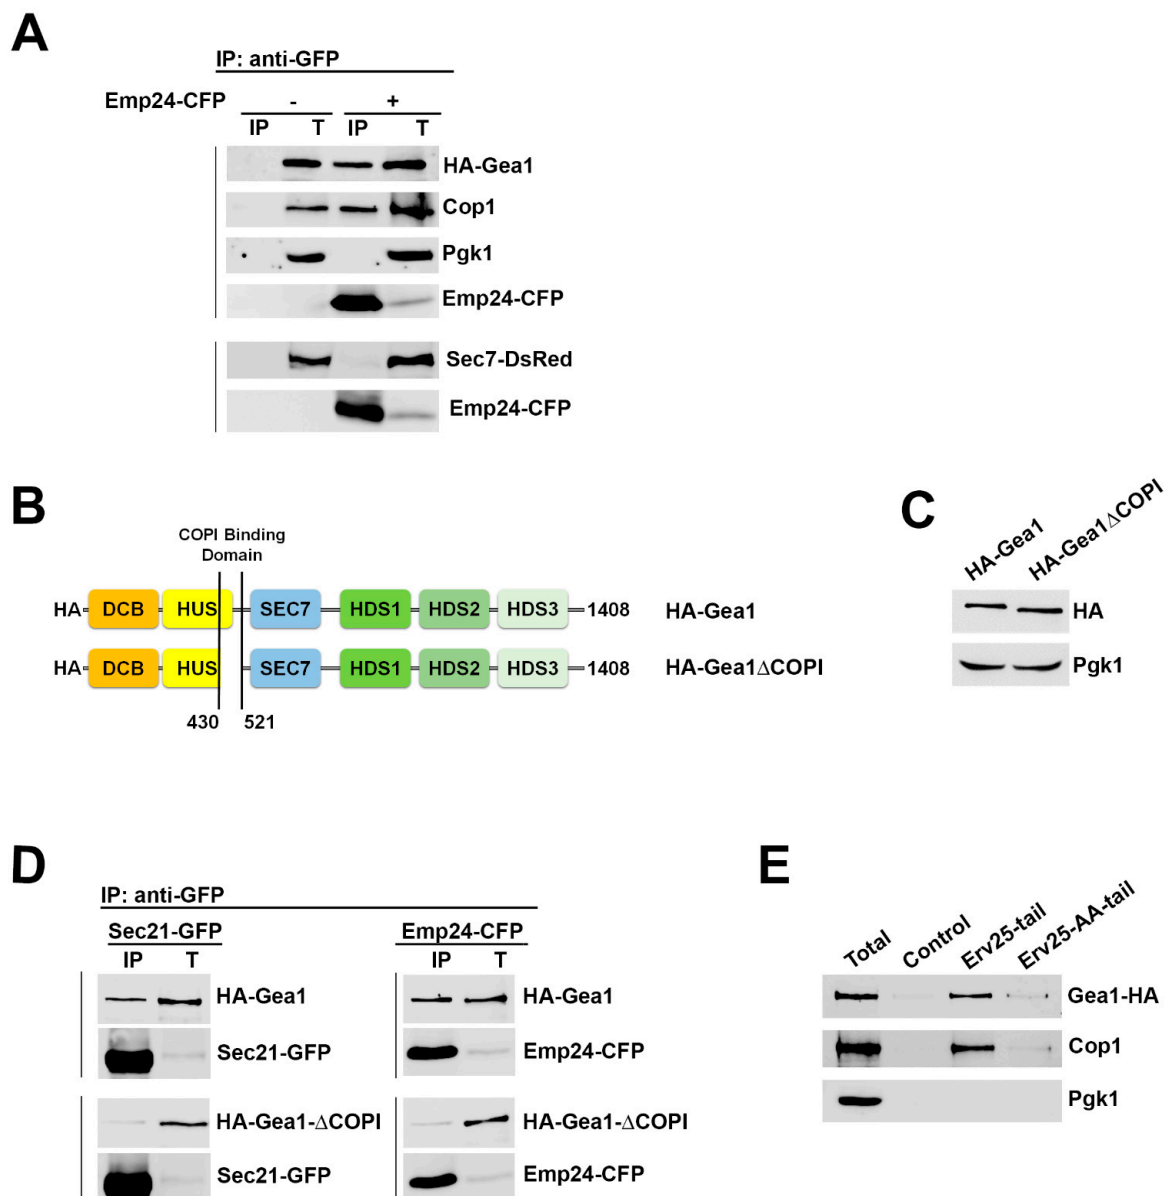 A
IP: anti-GFP
Emp24-CFP - +
IP T IP T
HA-Gea1
Cop1
Pgk1
Emp24-CFP
Sec7-DsRed
Emp24-CFP
B
COPI Binding
Domain
HA DCB HUS SEC7 HDS1 HDS2 HDS3 1408 HA-Gea1
HA DCB HUS SEC7 HDS1 HDS2 HDS3 1408 HA-Gea1ΔCOPI
430 521
C
HA-Gea1 HA-Gea1ΔCOPI
HA
Pgk1
D
IP: anti-GFP
Sec21-GFP Emp24-CFP
IP T IP T
HA-Gea1 HA-Gea1
Sec21-GFP Emp24-CFP
HA-Gea1-ΔCOPI HA-Gea1-ΔCOPI
Sec21-GFP Emp24-CFP
E
Total Control Erv25-tail Erv25-AA-tail
Gea1-HA
Cop1
Pgk1